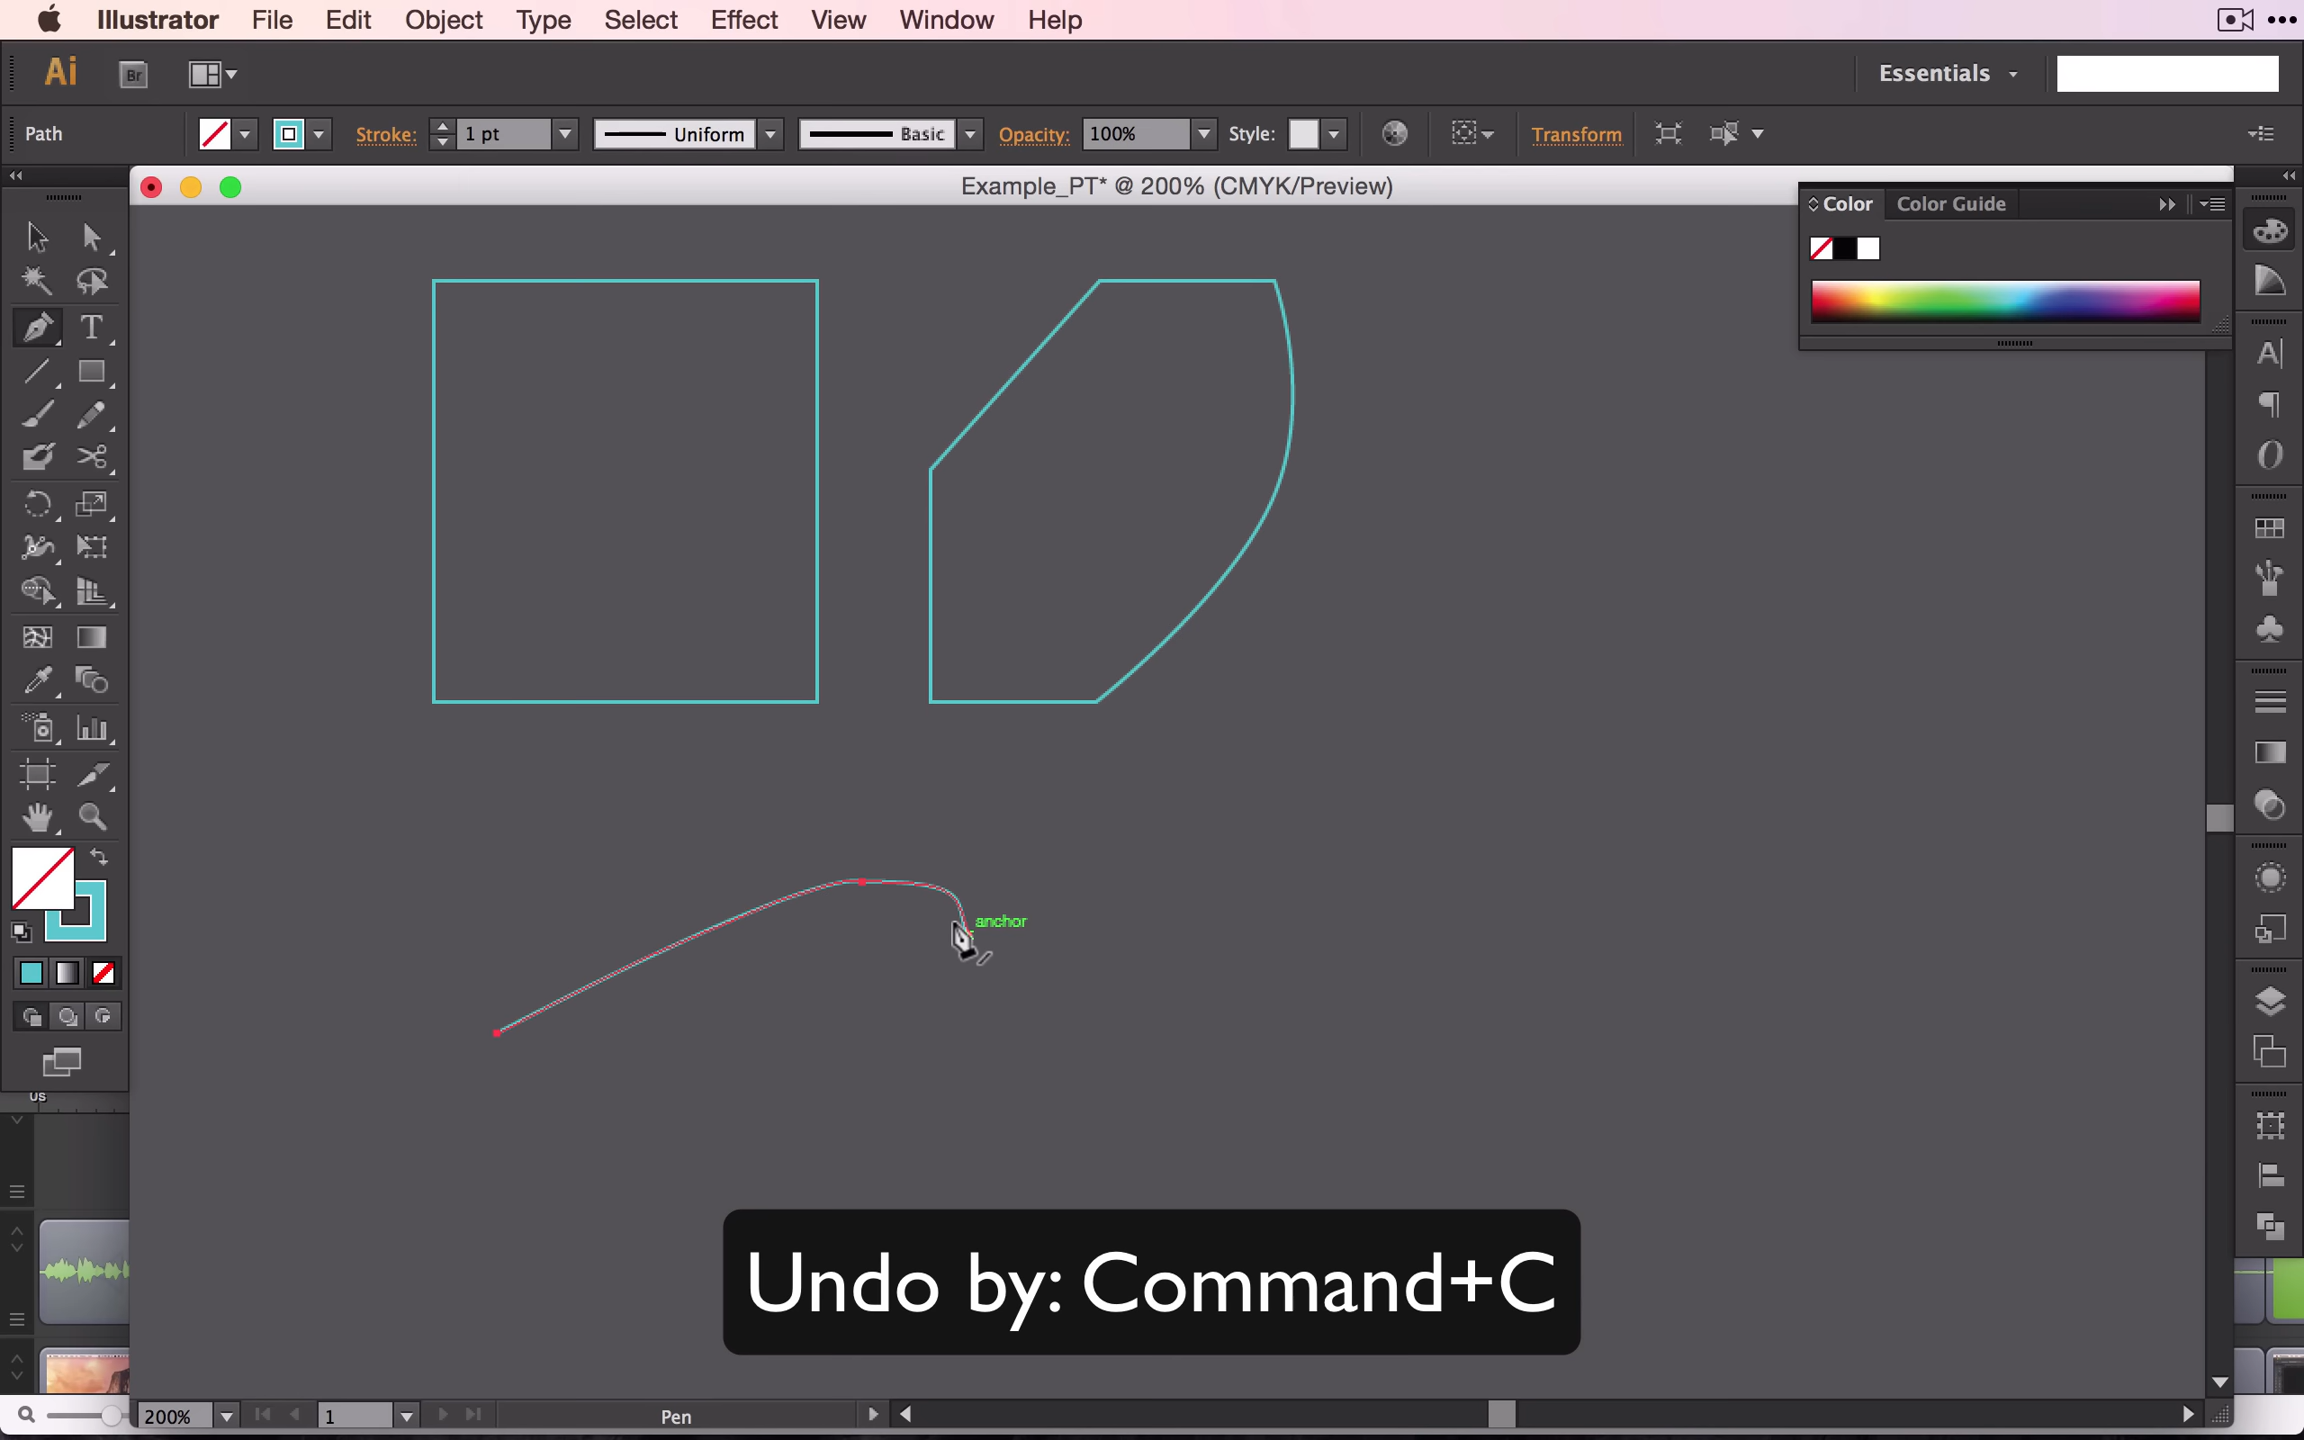 Illustrator File Edit Object Type Select Effect View Window Help
Ai Br Essentials
Path Stroke: 1 pt Uniform Basic Opacity: 100% Style: Transform
Example_PT* @ 200% (CMYK/Preview)
Color Color Guide
T
A
anchor
US
Undo by: Command+C
200% 1 Pen